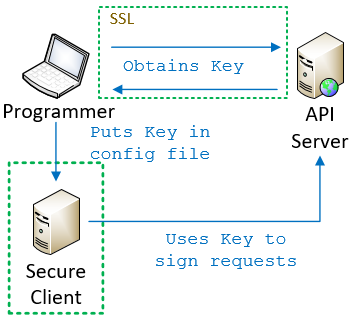 SSL
Obtains Key
Programmer
API
Server
Puts Key in
config file
Uses Key to
sign requests
Secure
Client